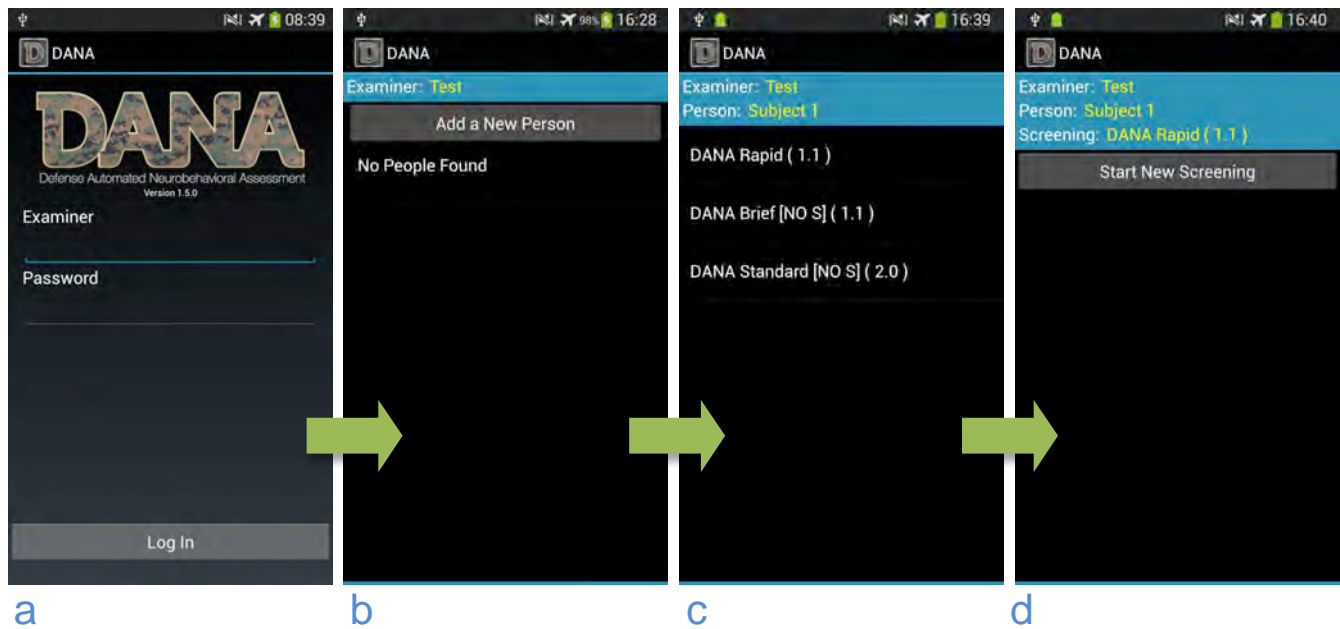 08:39
DANA
DANA
Defense Automated Neurobehavioral Assessment
Version 1.5.0
Examiner
Password
Log In
a
98% 16:28
DANA
Examiner: Test
Add a New Person
No People Found
b
16:39
DANA
Examiner: Test
Person: Subject 1
DANA Rapid ( 1.1 )
DANA Brief [NO S] ( 1.1 )
DANA Standard [NO S] ( 2.0 )
c
16:40
DANA
Examiner: Test
Person: Subject 1
Screening: DANA Rapid ( 1.1 )
Start New Screening
d